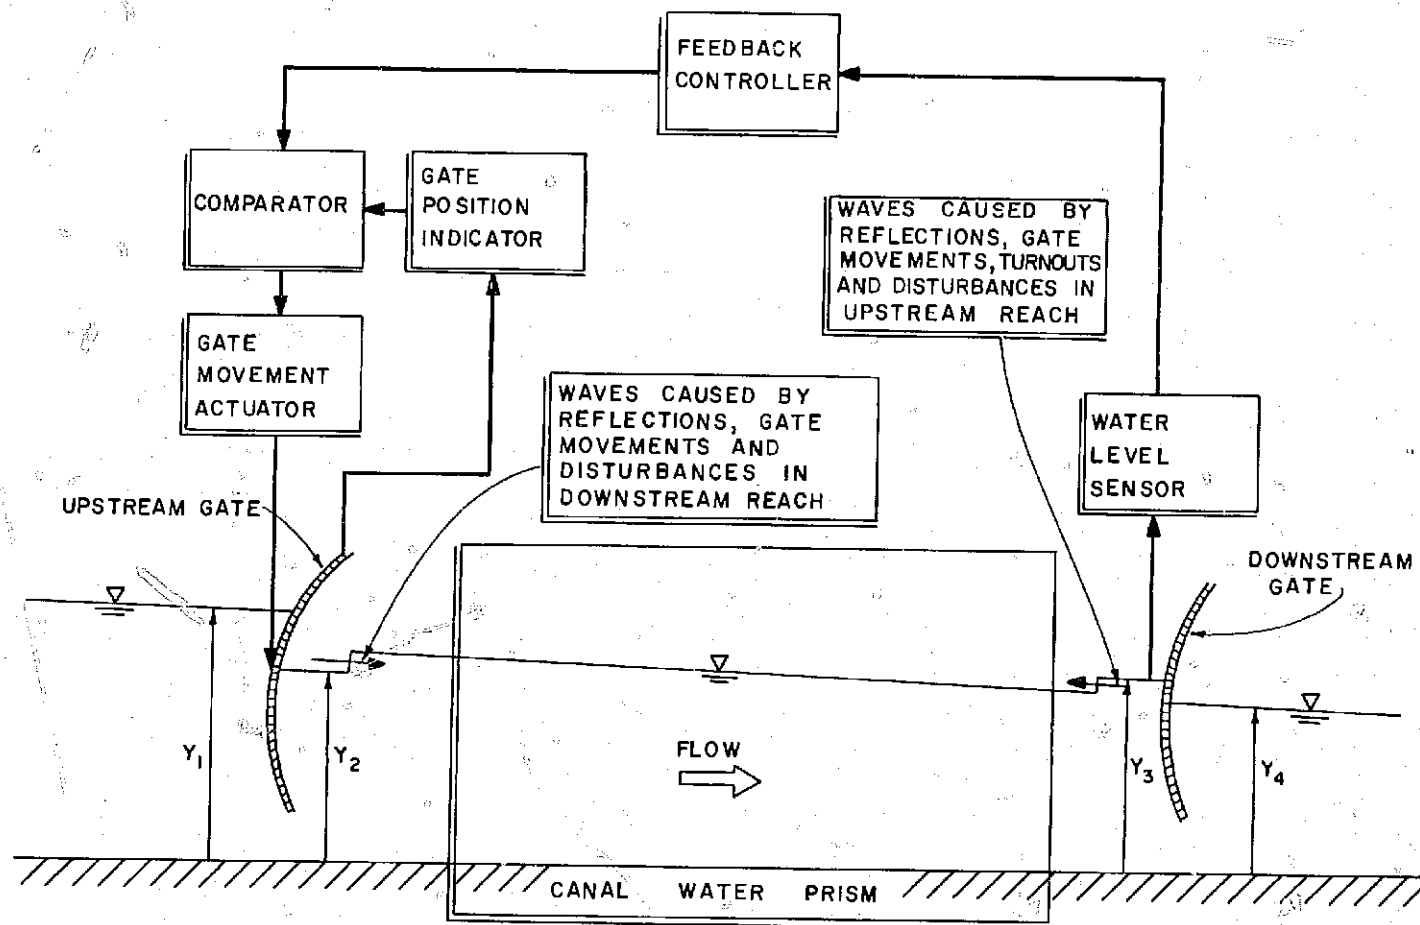 FEEDBACK
CONTROLLER
COMPARATOR
GATE
POSITION
INDICATOR
WAVES CAUSED BY
REFLECTIONS, GATE
MOVEMENTS, TURNOUTS
AND DISTURBANCES IN
UPSTREAM REACH
GATE
MOVEMENT
ACTUATOR
WAVES CAUSED BY
REFLECTIONS, GATE
MOVEMENTS AND
DISTURBANCES IN
DOWNSTREAM REACH
WATER
LEVEL
SENSOR
UPSTREAM GATE
DOWNSTREAM
GATE
Y1
Y2
FLOW
Y3
Y4
CANAL WATER PRISM